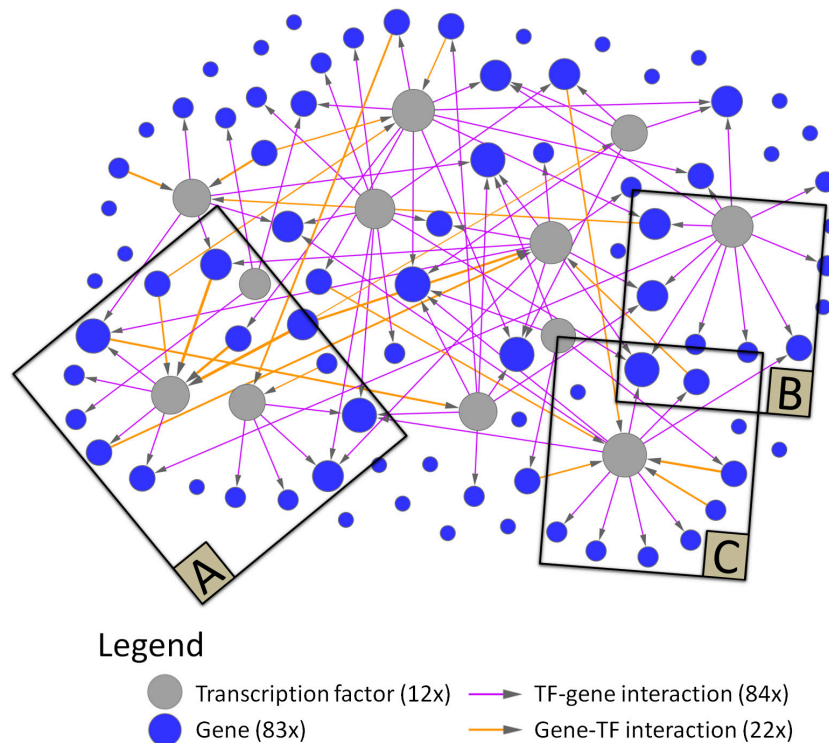 B
C
A
Legend
Transcription factor (12x)
TF-gene interaction (84x)
Gene (83x)
Gene-TF interaction (22x)